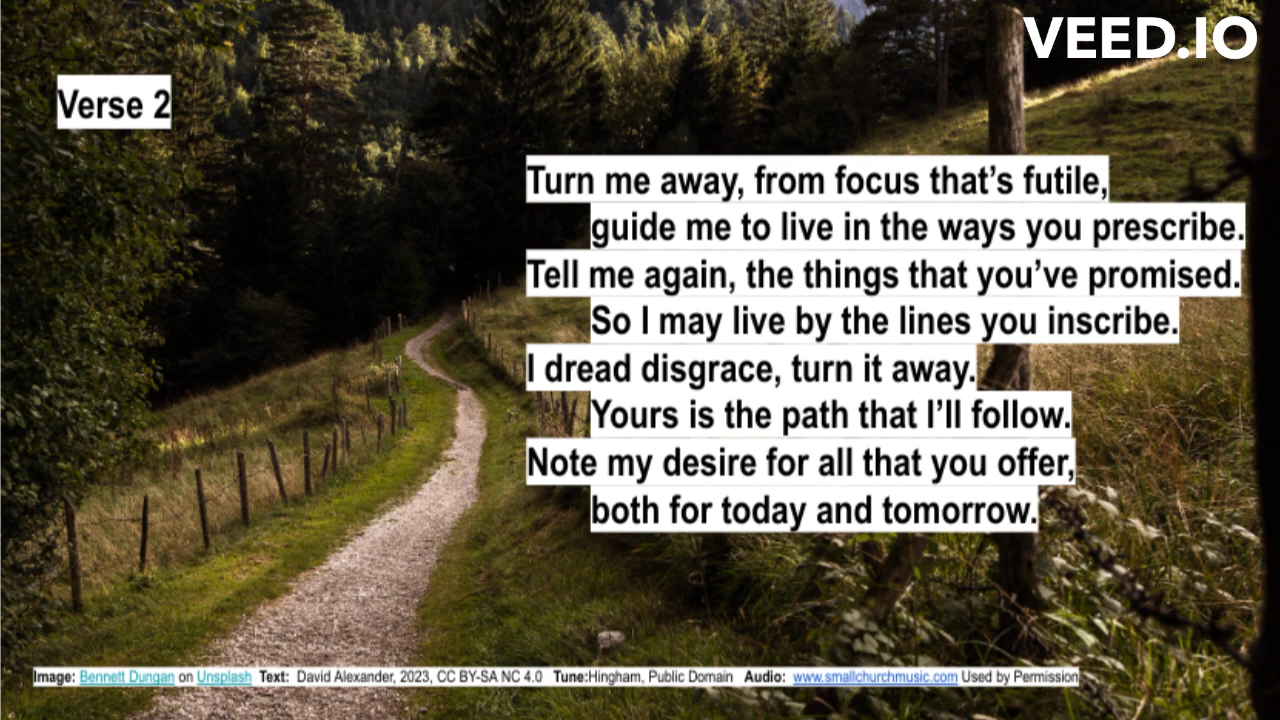 VEED.IO
Verse 2
Turn me away, from focus that’s futile,
guide me to live in the ways you prescribe.
Tell me again, the things that you’ve promised.
So I may live by the lines you inscribe.
I dread disgrace, turn it away.
Yours is the path that I’ll follow.
Note my desire for all that you offer,
both for today and tomorrow.
Image: Bennett Dungan on Unsplash Text: David Alexander, 2023, CC BY-SA NC 4.0 Tune:Hingham, Public Domain Audio: www.smallchurchmusic.com Used by Permission